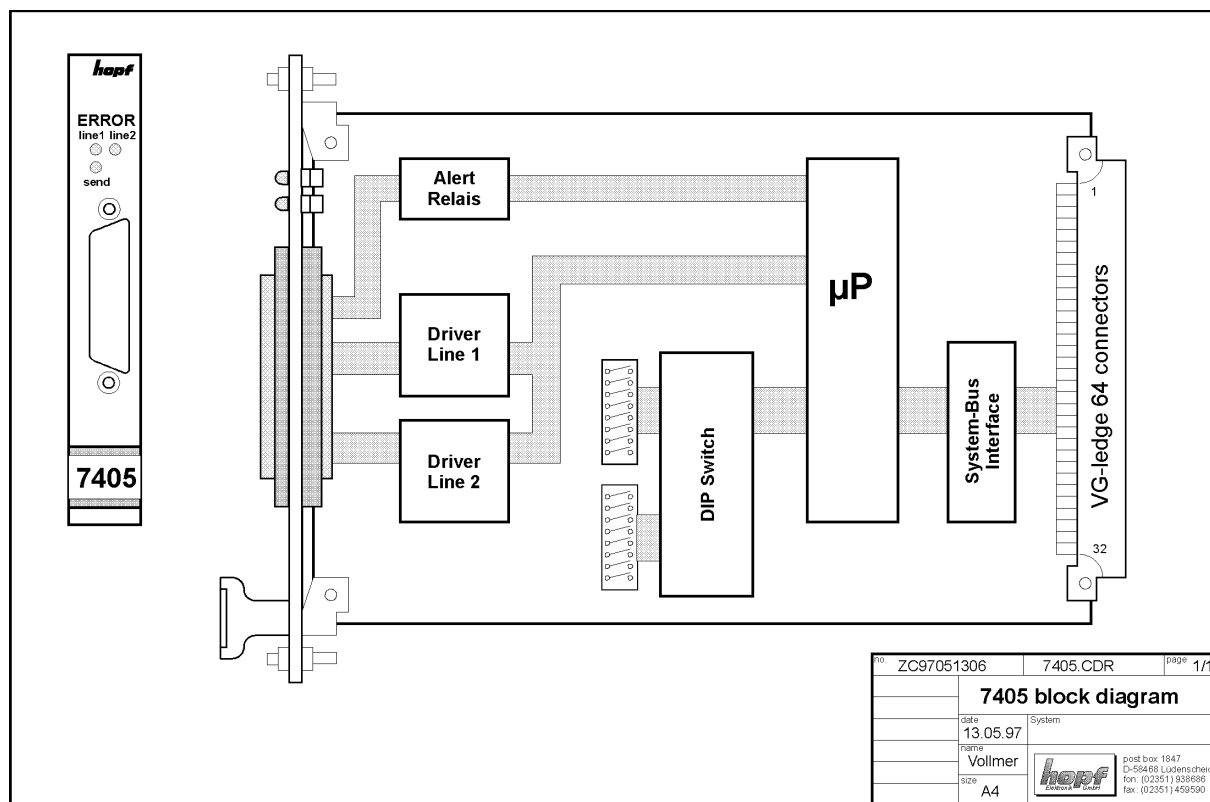 hopf
ERROR
line1 line2
send
7405
Alert
Relais
Driver
Line 1
Driver
Line 2
DIP Switch
µP
System-Bus
Interface
1
VG-ledge 64 connectors
32
no. ZC97051306 7405.CDR page 1/1
7405 block diagram
date System
13.05.97
name
Vollmer
size
A4
hopf
Elektronik GmbH
post box 1847
D-58468 Lüdenscheid
fon: (02351) 938686
fax: (02351) 459590